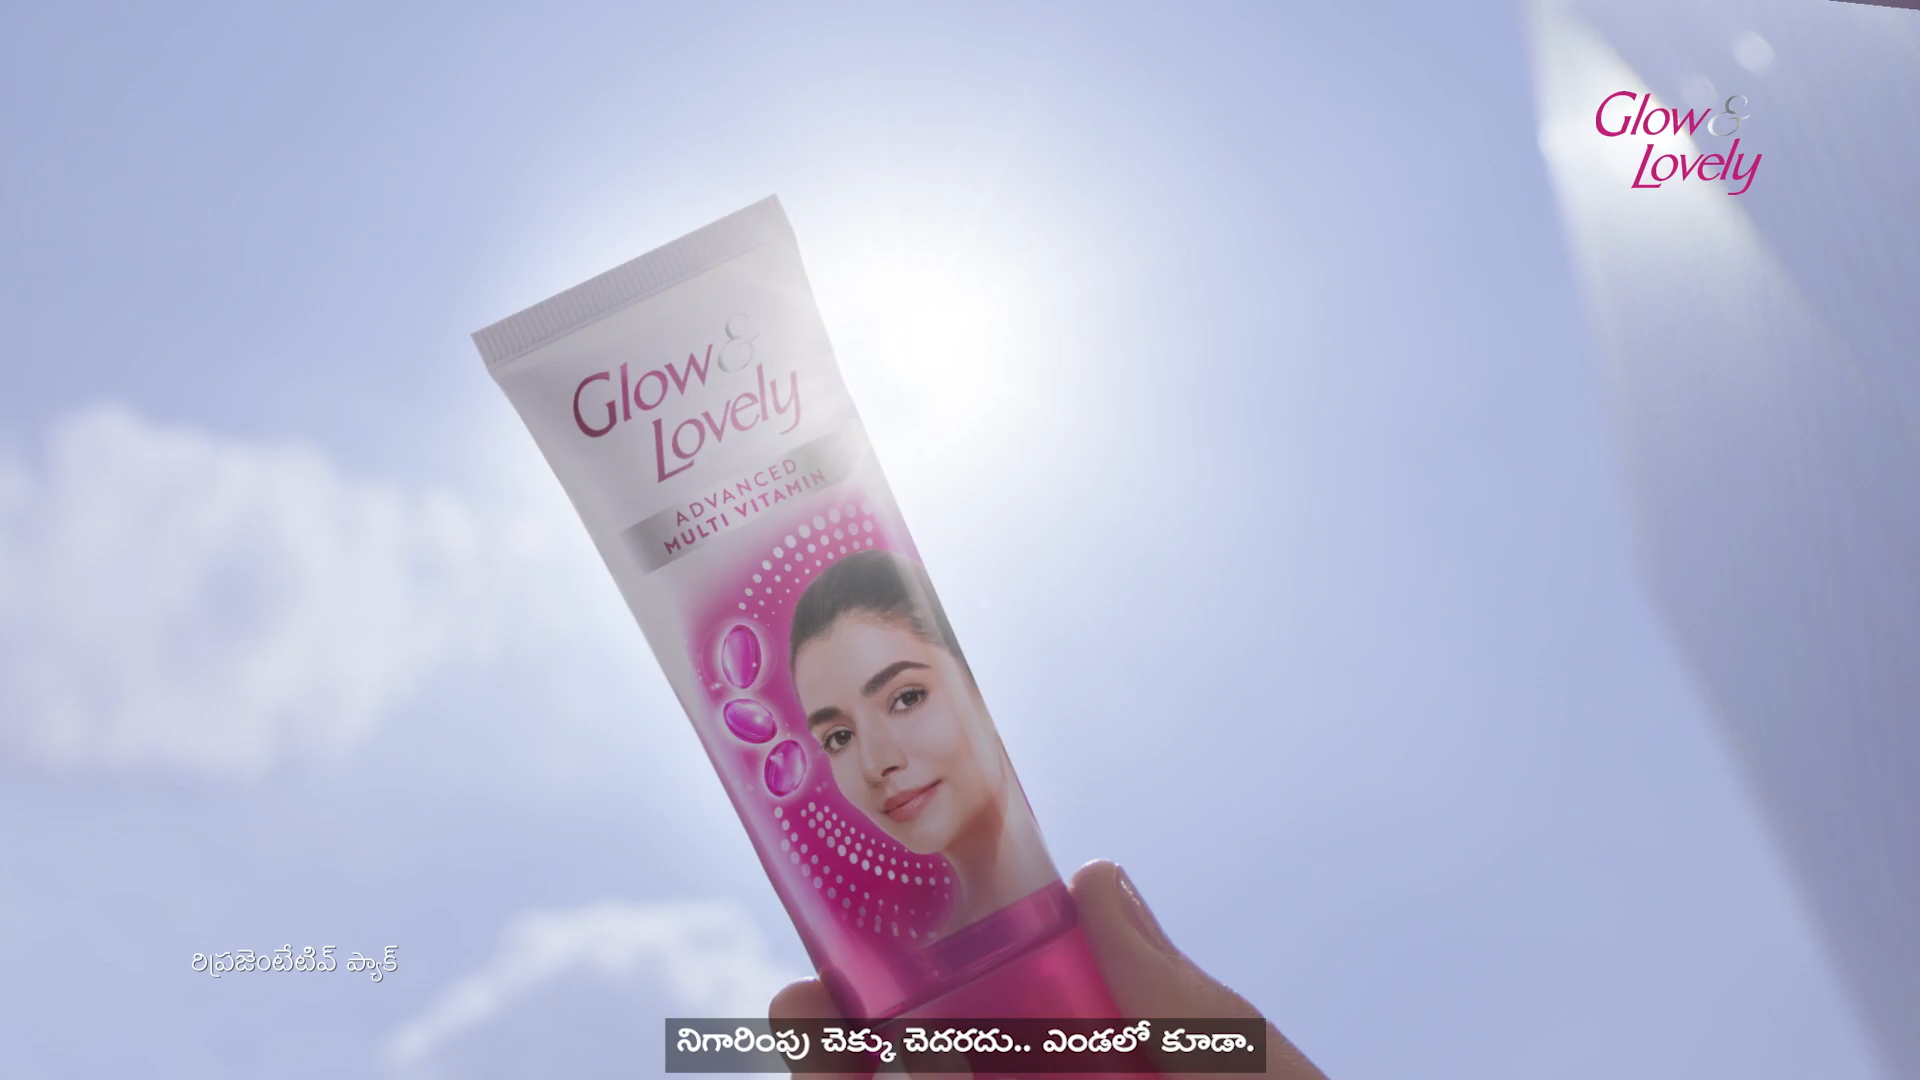 Glow &
Lovely
Glow &
Lovely
ADVANCED
MULTI VITAMIN
రిప్రజెంటేటివ్ ప్యాక్
నిగారింపు చెక్కు చెదరదు.. ఎండలో కూడా.